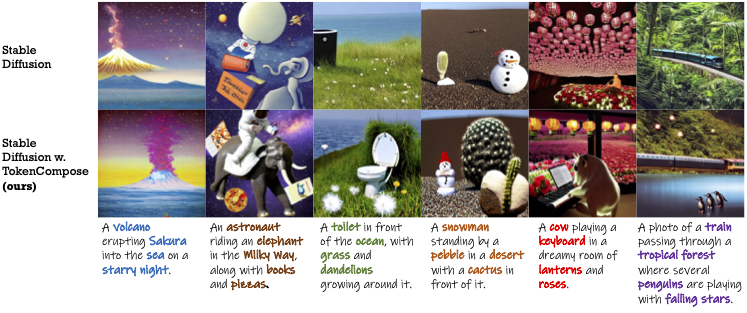 Stable
Diffusion
Stable
Diffusion w.
TokenCompose
(ours)
A volcano
erupting Sakura
into the sea on a
starry night.
An astronaut
riding an elephant
in the Milky Way,
along with books
and pizzas.
A toilet in front
of the ocean, with
grass and
dandelions
growing around it.
A snowman
standing by a
pebble in a desert
with a cactus in
front of it.
A cow playing a
keyboard in a
dreamy room of
lanterns and
roses.
A photo of a train
passing through a
tropical forest
where several
penguins are playing
with falling stars.